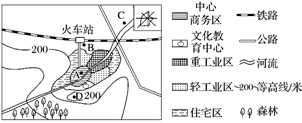 火车站
C
B
200
A
D
200
中心
商务区
文化教
育中心
重工业区
轻工业区
住宅区
铁路
公路
河流
200 等高线/米
森林